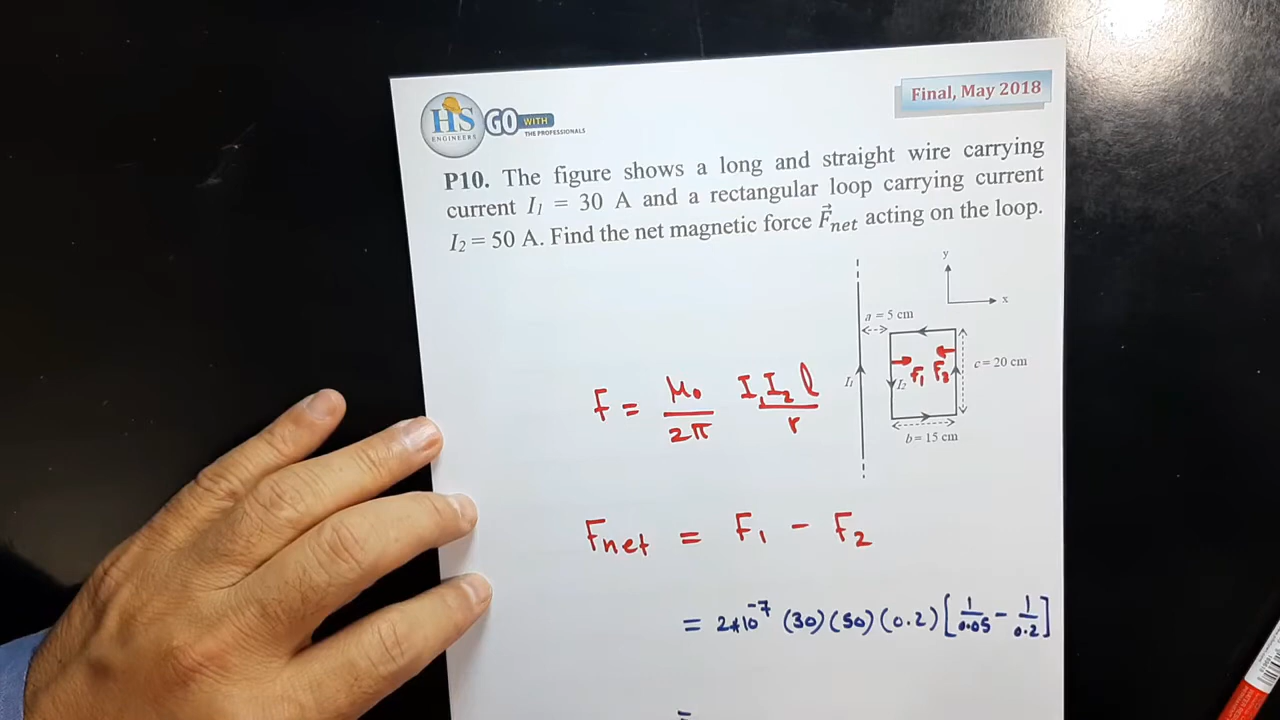 HS
ENGINEERS
GO WITH
THE PROFESSIONALS
Final, May 2018
P10. The figure shows a long and straight wire carrying
current I₁ = 30 A and a rectangular loop carrying current
I₂ = 50 A. Find the net magnetic force F⃗net acting on the loop.
y
x
a = 5 cm
I₁
I₂
F₁ F₂
c = 20 cm
b = 15 cm
F = μ₀/2π I₁I₂l/r
Fnet = F₁ - F₂
= 2*10⁻⁷ (30)(50)(0.2)[1/0.05 - 1/0.2]
=